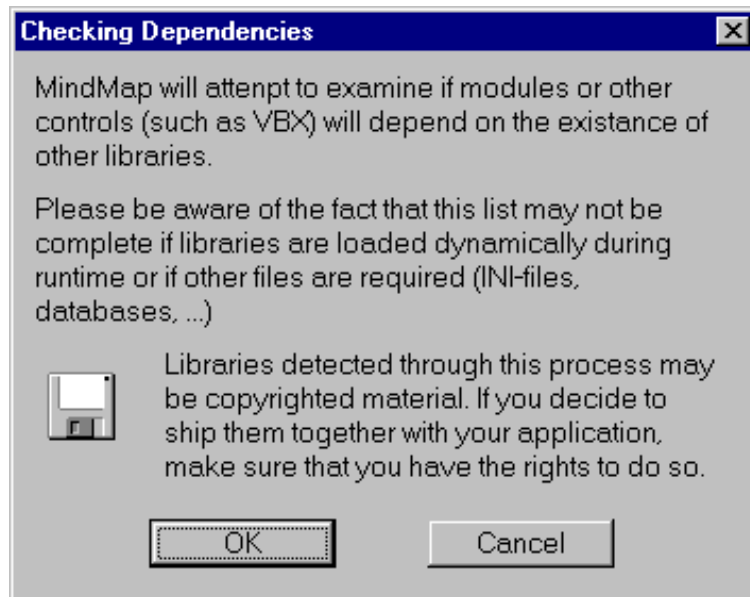 Checking Dependencies
MindMap will attenpt to examine if modules or other
controls (such as VBX) will depend on the existance of
other libraries.
Please be aware of the fact that this list may not be
complete if libraries are loaded dynamically during
runtime or if other files are required (INI-files,
databases, ...)
Libraries detected through this process may
be copyrighted material. If you decide to
ship them together with your application,
make sure that you have the rights to do so.
OK
Cancel